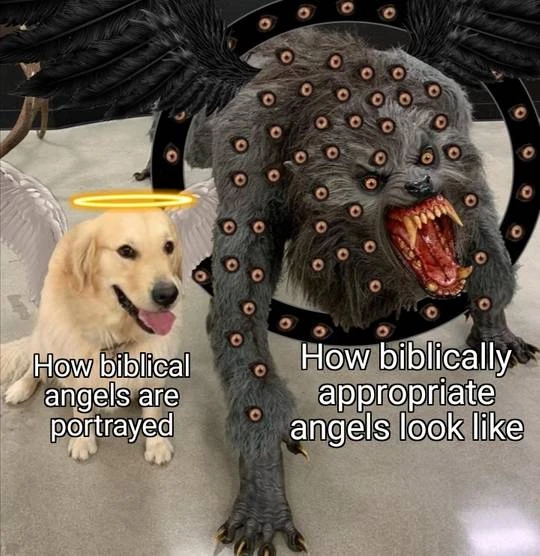 How biblical
angels are
portrayed
How biblically
appropriate
angels look like